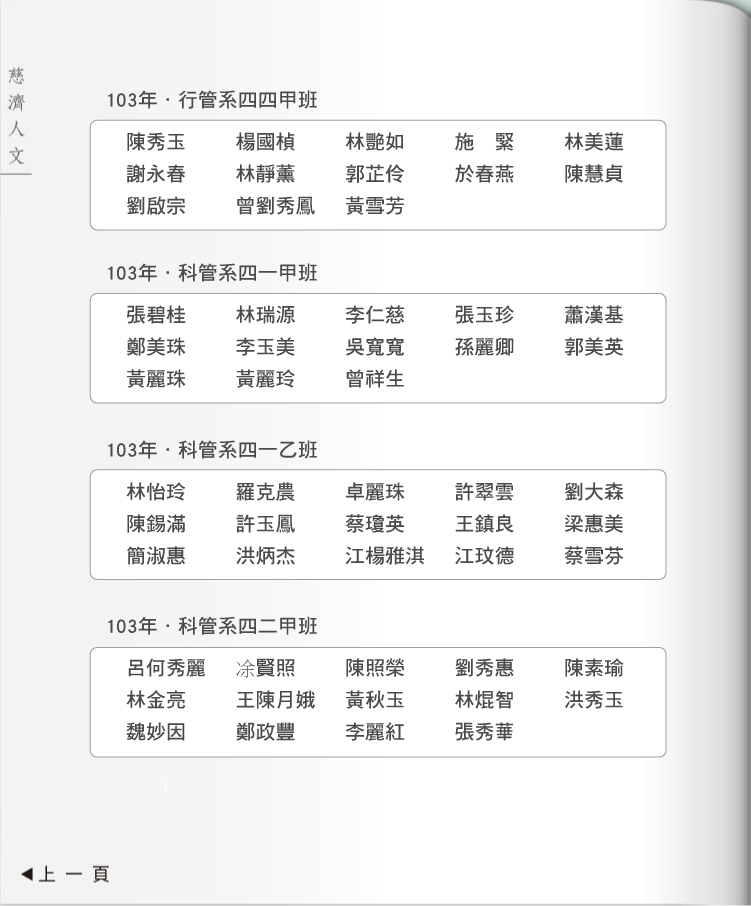 慈濟人文
103年．行管系四四甲班
陳秀玉 楊國楨 林艷如 施　緊 林美蓮
謝永春 林靜薰 郭芷伶 於春燕 陳慧貞
劉啟宗 曾劉秀鳳 黃雪芳
103年．科管系四一甲班
張碧桂 林瑞源 李仁慈 張玉珍 蕭漢基
鄭美珠 李玉美 吳寬寬 孫麗卿 郭美英
黃麗珠 黃麗玲 曾祥生
103年．科管系四一乙班
林怡玲 羅克農 卓麗珠 許翠雲 劉大森
陳錫滿 許玉鳳 蔡瓊英 王鎮良 梁惠美
簡淑惠 洪炳杰 江楊雅淇 江玟德 蔡雪芬
103年．科管系四二甲班
呂何秀麗 凃賢照 陳照榮 劉秀惠 陳素瑜
林金亮 王陳月娥 黃秋玉 林焜智 洪秀玉
魏妙因 鄭政豐 李麗紅 張秀華
◀上一頁